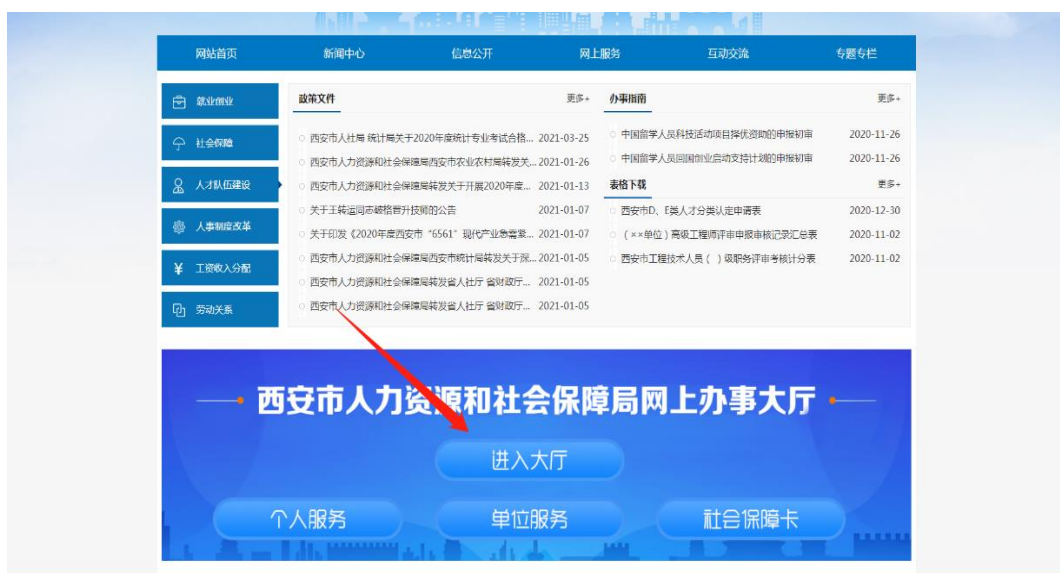 网站首页 新闻中心 信息公开 网上服务 互动交流 专题专栏
就业创业
社会保障
人才队伍建设
人事制度改革
工资收入分配
劳动关系
政策文件 更多+
西安市人社局 统计局关于2020年度统计专业考试合格... 2021-03-25
西安市人力资源和社会保障局西安市农业农村局转发关... 2021-01-26
西安市人力资源和社会保障局转发关于开展2020年度... 2021-01-13
关于王转运同志破格晋升技师的公告 2021-01-07
关于印发《2020年度西安市“6561”现代产业急需紧... 2021-01-07
西安市人力资源和社会保障局西安市统计局转发关于深... 2021-01-05
西安市人力资源和社会保障局转发省人社厅 省财政厅... 2021-01-05
西安市人力资源和社会保障局转发省人社厅 省财政厅... 2021-01-05
办事指南 更多+
中国留学人员科技活动项目择优资助的申报初审 2020-11-26
中国留学人员回国创业启动支持计划的申报初审 2020-11-26
表格下载 更多+
西安市D、E类人才分类认定申请表 2020-12-30
（××单位）高级工程师评审申报审核记录汇总表 2020-11-02
西安市工程技术人员（ ）级职务评审考核计分表 2020-11-02
西安市人力资源和社会保障局网上办事大厅
进入大厅
个人服务 单位服务 社会保障卡